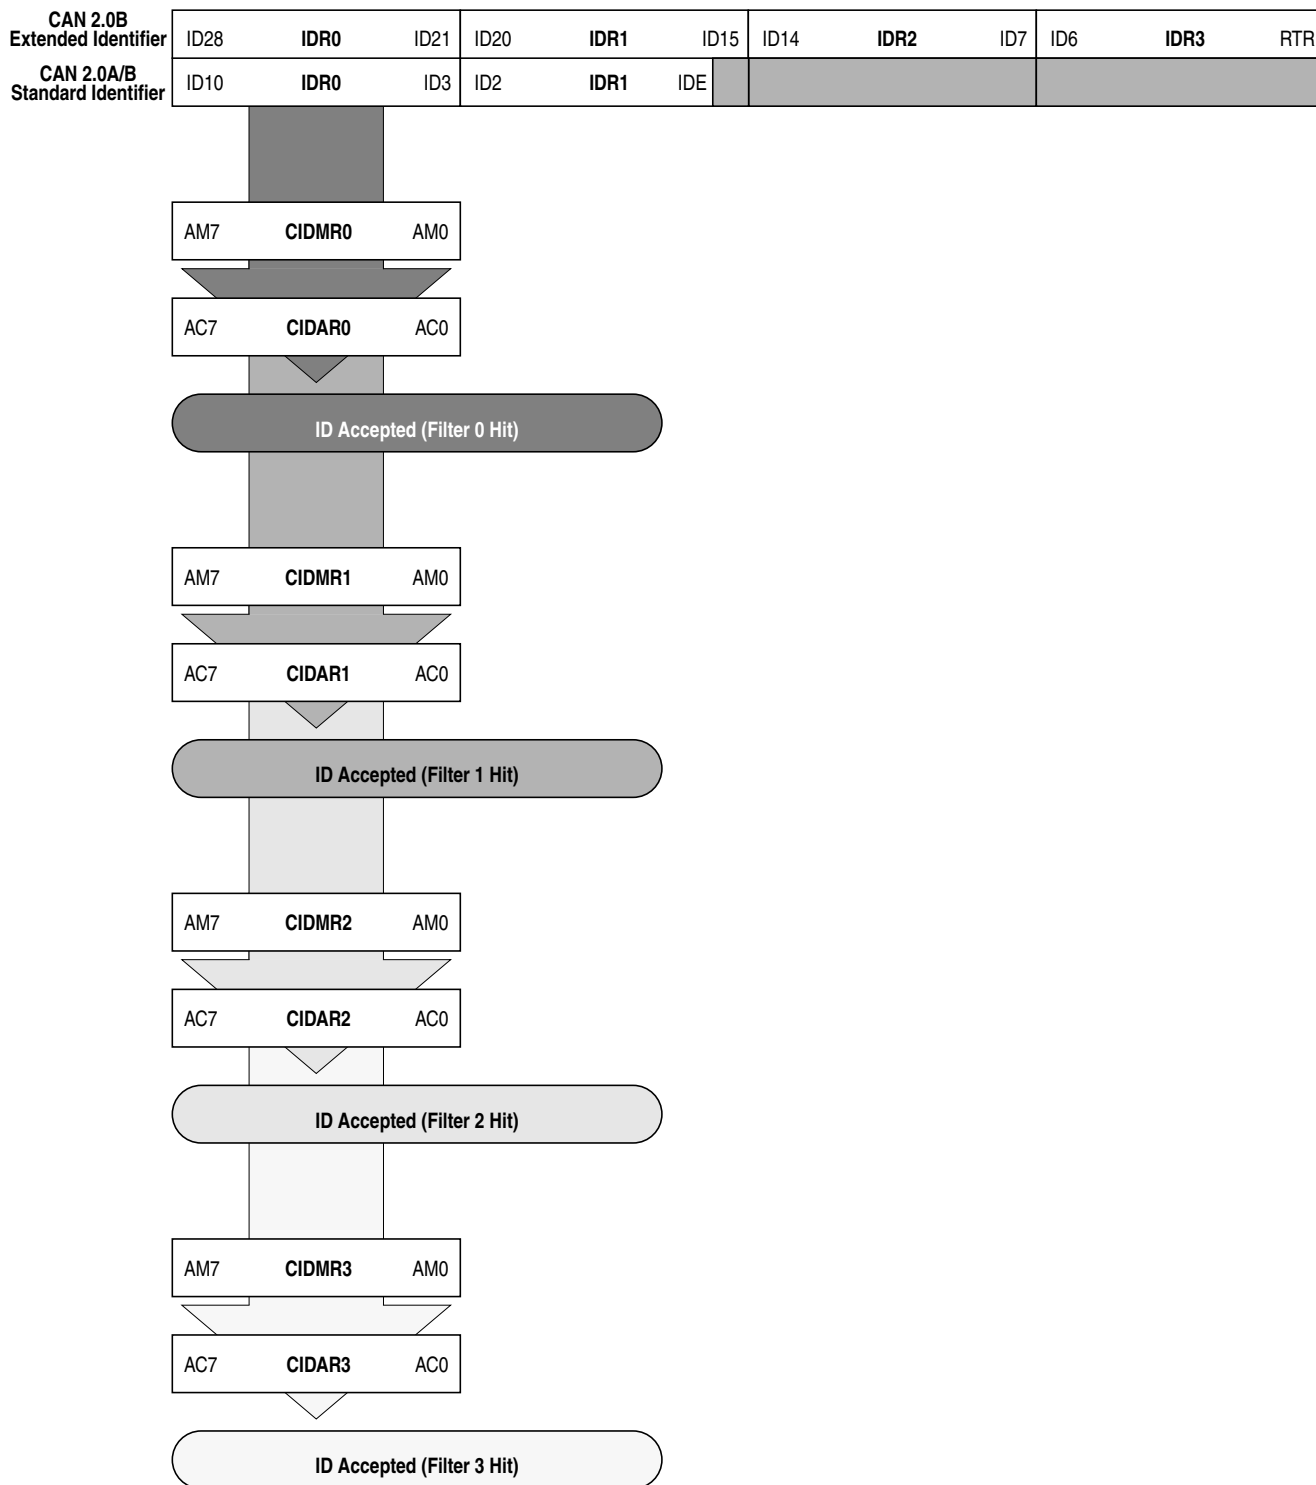 CAN 2.0B
Extended Identifier ID28 IDR0 ID21 ID20 IDR1 ID15 ID14 IDR2 ID7 ID6 IDR3 RTR
CAN 2.0A/B
Standard Identifier ID10 IDR0 ID3 ID2 IDR1 IDE
AM7 CIDMR0 AM0
AC7 CIDAR0 AC0
ID Accepted (Filter 0 Hit)
AM7 CIDMR1 AM0
AC7 CIDAR1 AC0
ID Accepted (Filter 1 Hit)
AM7 CIDMR2 AM0
AC7 CIDAR2 AC0
ID Accepted (Filter 2 Hit)
AM7 CIDMR3 AM0
AC7 CIDAR3 AC0
ID Accepted (Filter 3 Hit)